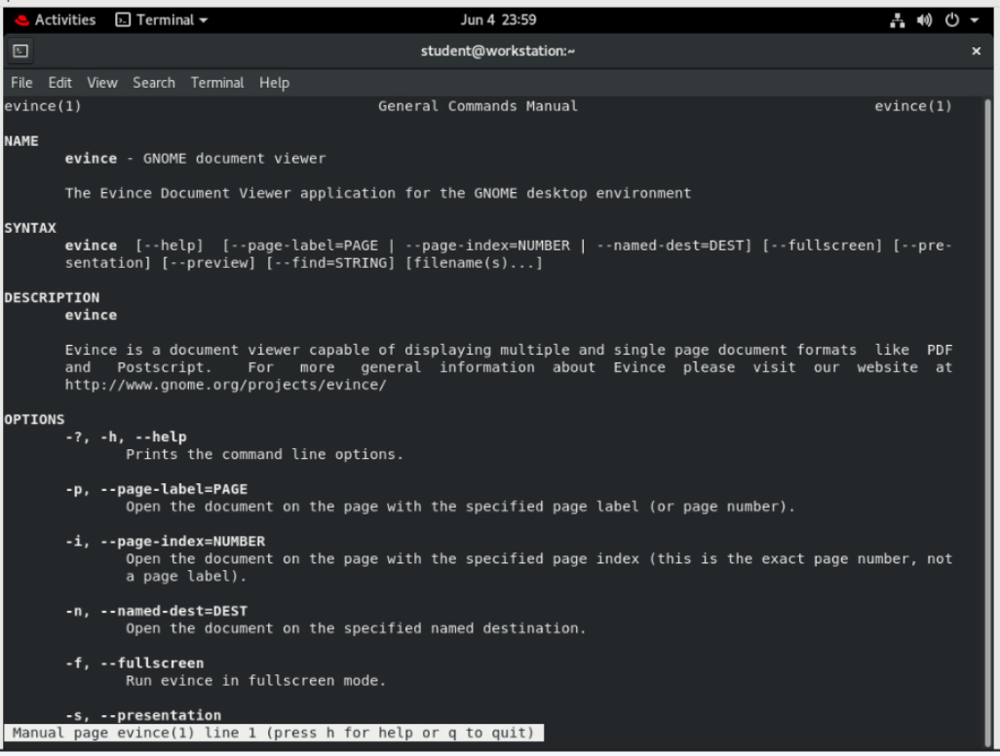 Activities Terminal Jun 4 23:59
student@workstation:~ ×
File Edit View Search Terminal Help
evince(1) General Commands Manual evince(1)
NAME
evince - GNOME document viewer
The Evince Document Viewer application for the GNOME desktop environment
SYNTAX
evince [--help] [--page-label=PAGE | --page-index=NUMBER | --named-dest=DEST] [--fullscreen] [--pre-
sentation] [--preview] [--find=STRING] [filename(s)...]
DESCRIPTION
evince
Evince is a document viewer capable of displaying multiple and single page document formats like PDF
and Postscript. For more general information about Evince please visit our website at
http://www.gnome.org/projects/evince/
OPTIONS
-?, -h, --help
Prints the command line options.
-p, --page-label=PAGE
Open the document on the page with the specified page label (or page number).
-i, --page-index=NUMBER
Open the document on the page with the specified page index (this is the exact page number, not
a page label).
-n, --named-dest=DEST
Open the document on the specified named destination.
-f, --fullscreen
Run evince in fullscreen mode.
-s, --presentation
Manual page evince(1) line 1 (press h for help or q to quit)